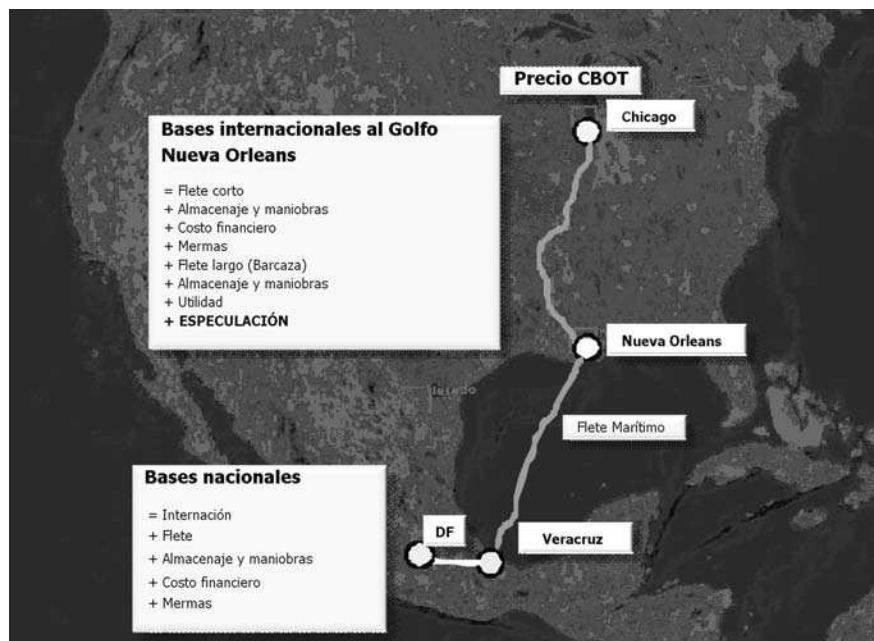 Precio CBOT
Chicago
Bases internacionales al Golfo
Nueva Orleans
= Flete corto
+ Almacenaje y maniobras
+ Costo financiero
+ Mermas
+ Flete largo (Barcaza)
+ Almacenaje y maniobras
+ Utilidad
+ ESPECULACIÓN
Nueva Orleans
Flete Marítimo
Bases nacionales
= Internación
+ Flete
+ Almacenaje y maniobras
+ Costo financiero
+ Mermas
DF
Veracruz